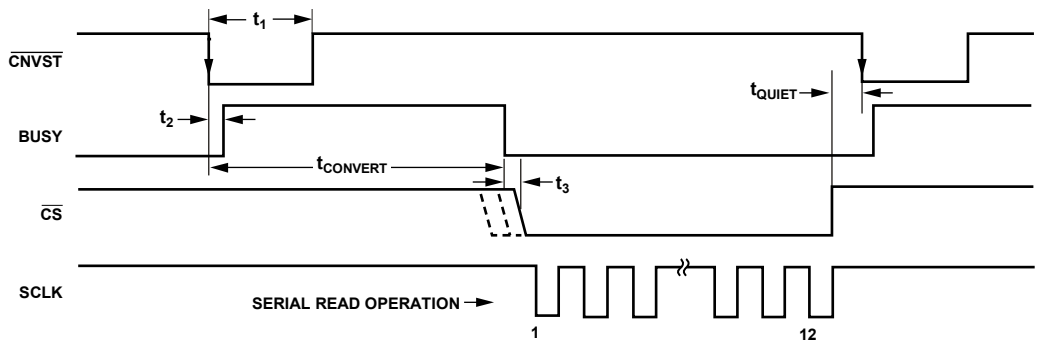 t1
CNVST
tQUIET
t2
BUSY
tCONVERT
t3
CS
SCLK
SERIAL READ OPERATION
1
12